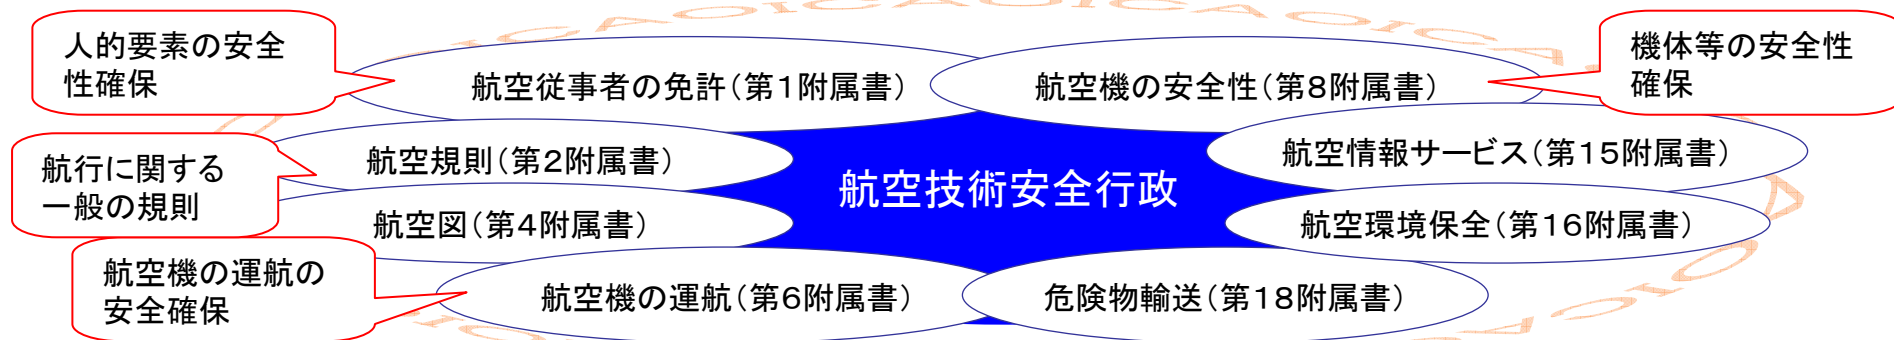 人的要素の安全
性確保
航空従事者の免許（第1附属書）
航空機の安全性（第8附属書）
機体等の安全性
確保
航行に関する
一般の規則
航空規則（第2附属書）
航空技術安全行政
航空情報サービス（第15附属書）
航空図（第4附属書）
航空環境保全（第16附属書）
航空機の運航の
安全確保
航空機の運航（第6附属書）
危険物輸送（第18附属書）